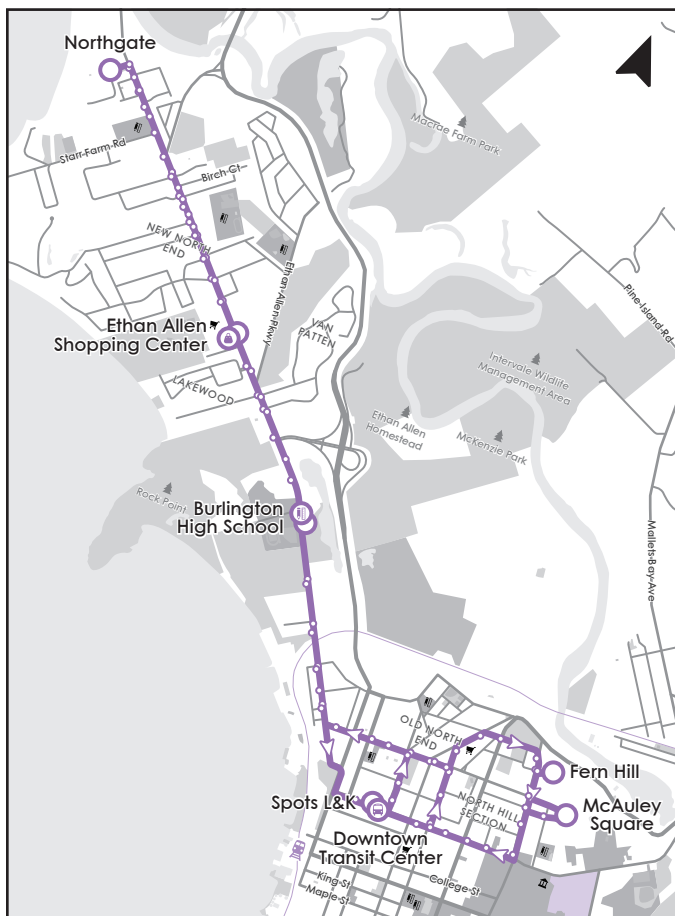 Northgate
Macrae Farm Park
Starr Farm Rd
Birch Ct
NEW NORTH
END
Ethan Allen Pkwy
Pine Island Rd
Ethan Allen
Shopping Center
VAN
PATTEN
Intervale Wildlife
Management Area
LAKEWOOD
Ethan Allen
Homestead
McKenzie Park
Rock Point
Burlington
High School
Mallets Bay Ave
OLD NORTH
END
Fern Hill
Spots L&K
NORTH HILL
SECTION
McAuley
Square
Downtown
Transit Center
King St
Maple St
College St